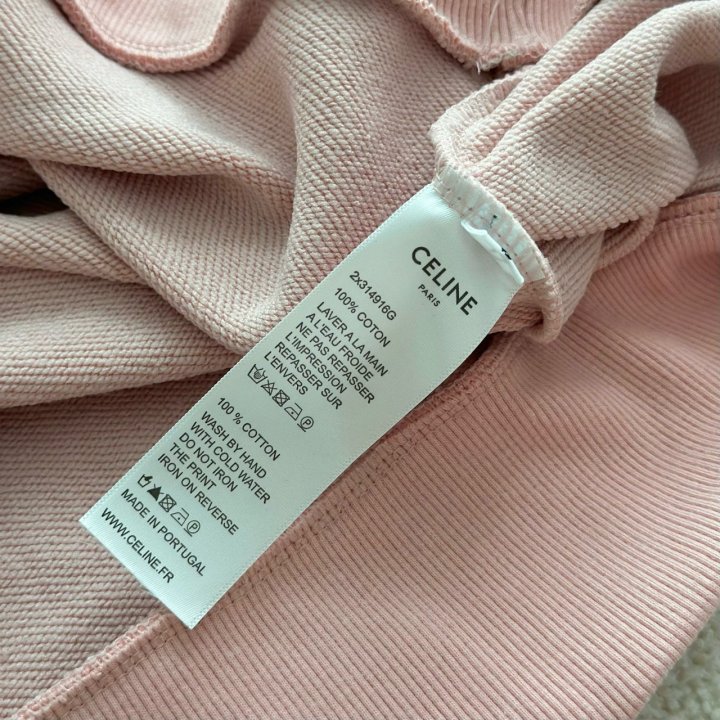 CELINE
PARIS
2x314916G
100% COTON
LAVER A LA MAIN
A L'EAU FROIDE
NE PAS REPASSER
L'IMPRESSION
REPASSER SUR
L'ENVERS
100 % COTTON
WASH BY HAND
WITH COLD WATER
DO NOT IRON
THE PRINT
IRON ON REVERSE
MADE IN PORTUGAL
WWW.CELINE.FR